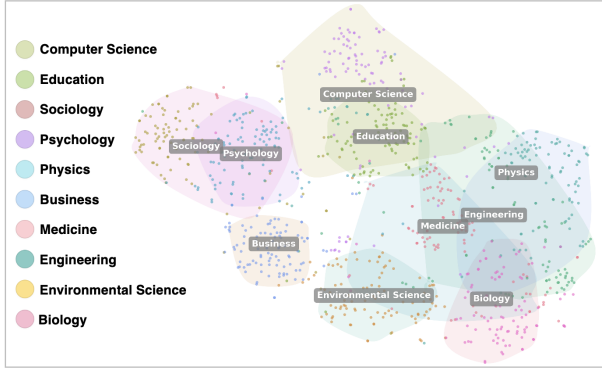 Computer Science
Education
Sociology
Psychology
Physics
Business
Medicine
Engineering
Environmental Science
Biology
Computer Science
Education
Sociology
Psychology
Physics
Engineering
Medicine
Business
Environmental Science
Biology